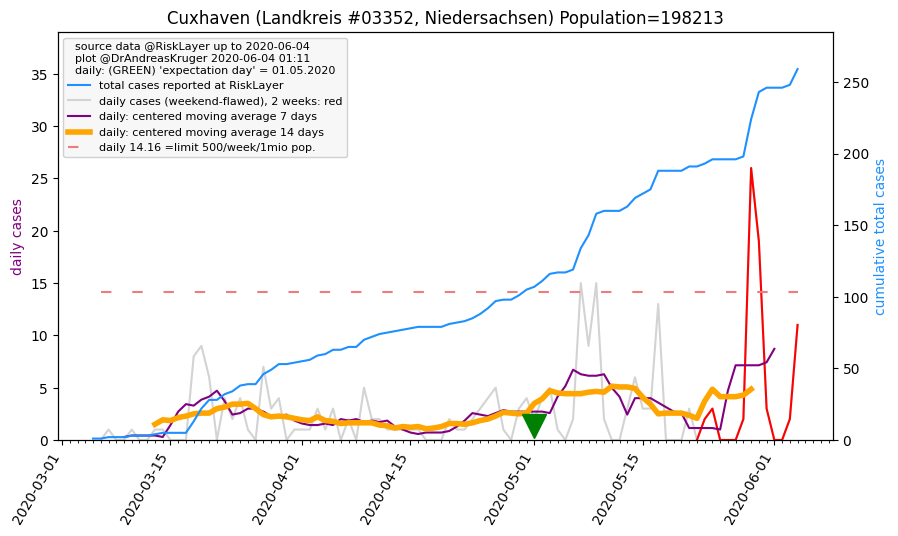 Cuxhaven (Landkreis #03352, Niedersachsen) Population=198213
source data @RiskLayer up to 2020-06-04
plot @DrAndreasKruger 2020-06-04 01:11
daily: (GREEN) 'expectation day' = 01.05.2020
total cases reported at RiskLayer
daily cases (weekend-flawed), 2 weeks: red
daily: centered moving average 7 days
daily: centered moving average 14 days
daily 14.16 =limit 500/week/1mio pop.
daily cases
35
30
25
20
15
10
5
0
cumulative total cases
250
200
150
100
50
0
2020-03-01
2020-03-15
2020-04-01
2020-04-15
2020-05-01
2020-05-15
2020-06-01